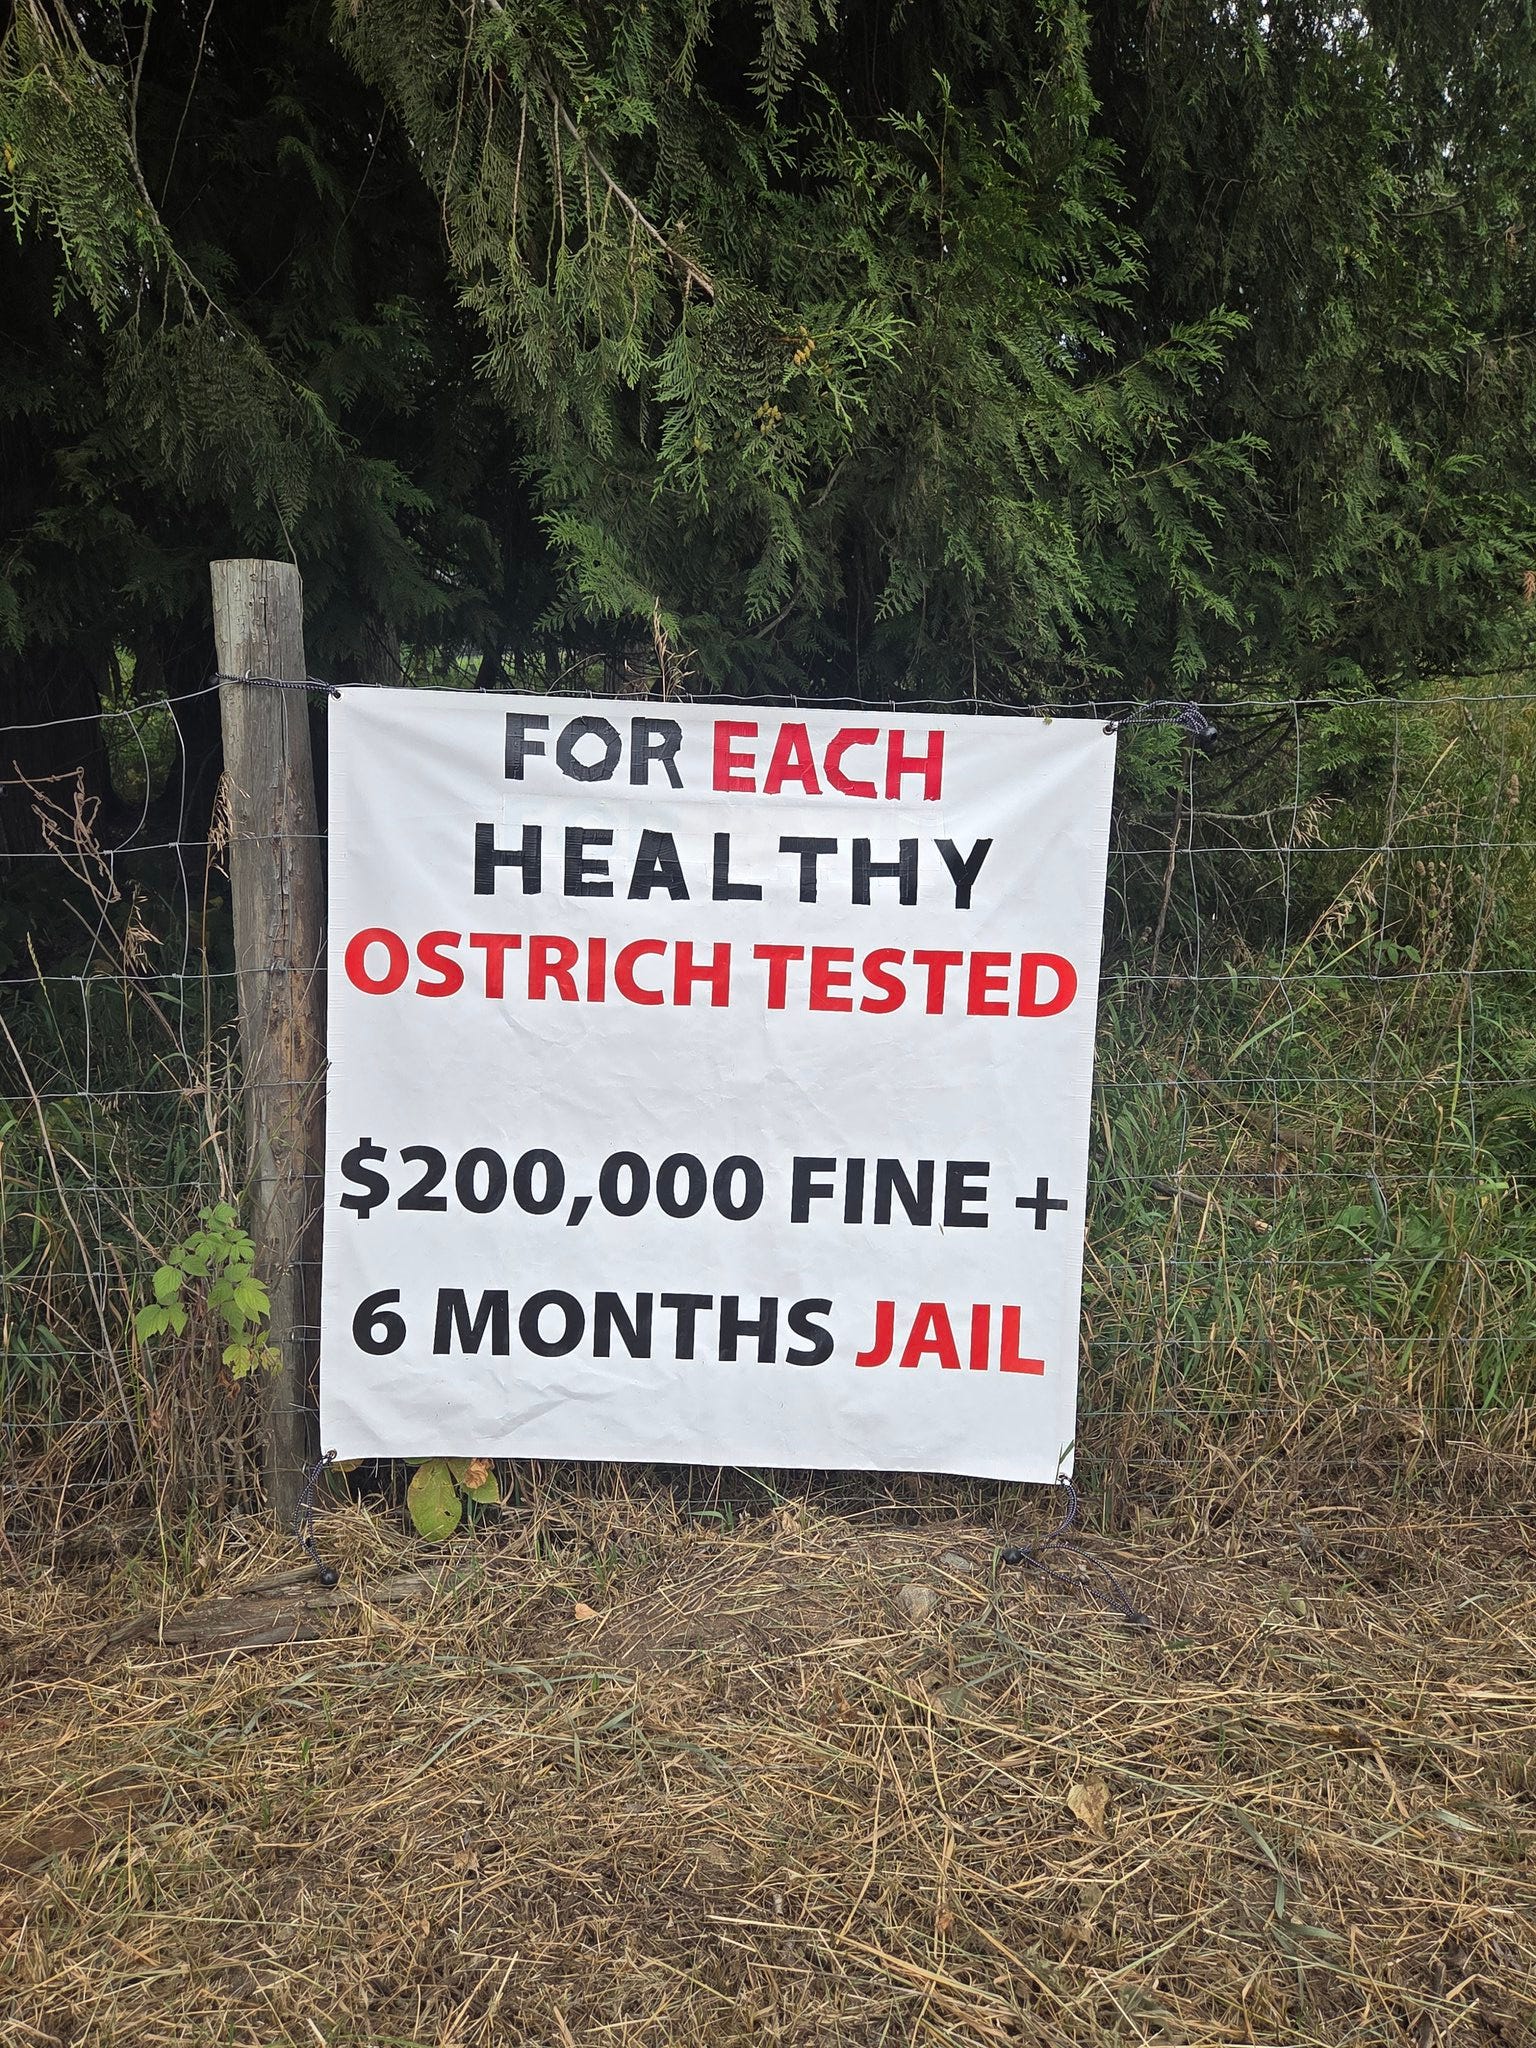 FOR EACH
HEALTHY
OSTRICH TESTED
$200,000 FINE +
6 MONTHS JAIL